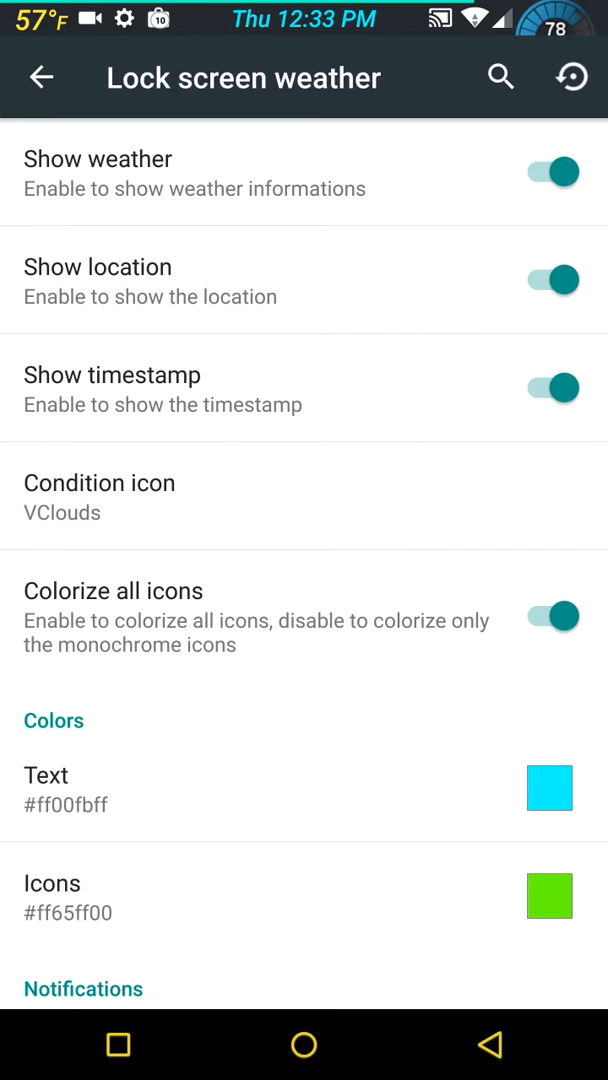 57°F 10 Thu 12:33 PM 78
Lock screen weather
Show weather
Enable to show weather informations
Show location
Enable to show the location
Show timestamp
Enable to show the timestamp
Condition icon
VClouds
Colorize all icons
Enable to colorize all icons, disable to colorize only
the monochrome icons
Colors
Text
#ff00fbff
Icons
#ff65ff00
Notifications